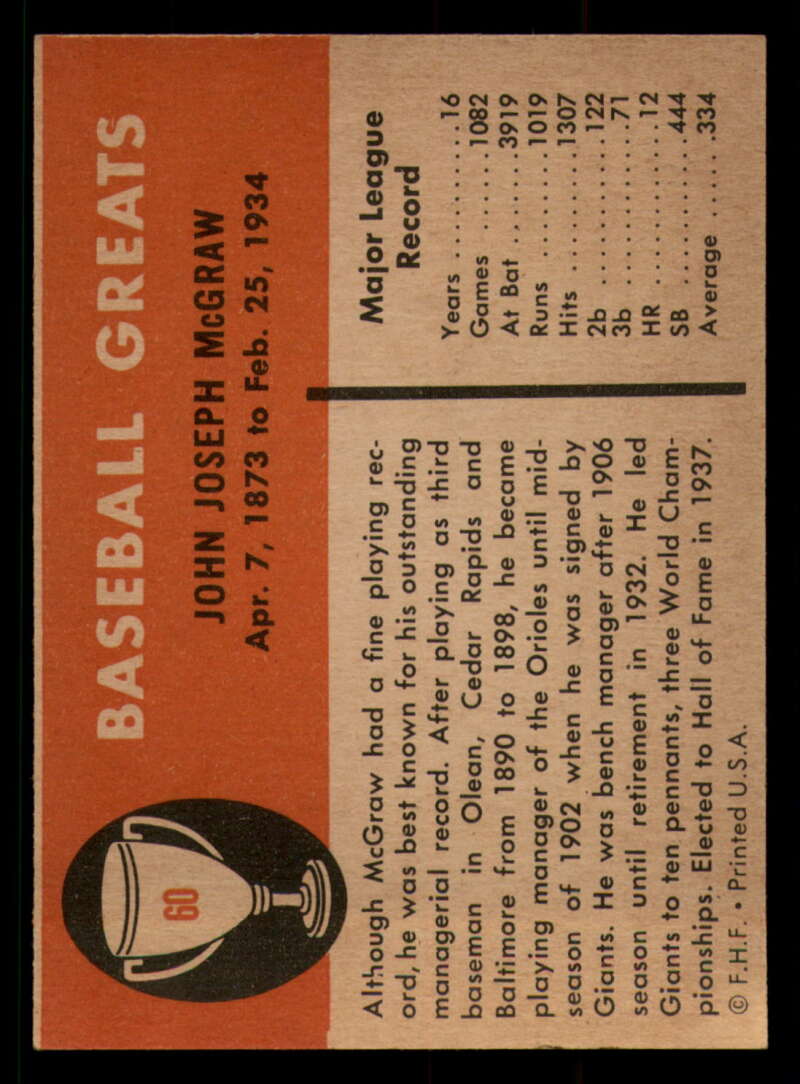 60
BASEBALL GREATS
JOHN JOSEPH McGRAW
Apr. 7, 1873 to Feb. 25, 1934
Although McGraw had a fine playing rec-
ord, he was best known for his outstanding
managerial record. After playing as third
baseman in Olean, Cedar Rapids and
Baltimore from 1890 to 1898, he became
playing manager of the Orioles until mid-
season of 1902 when he was signed by
Giants. He was bench manager after 1906
season until retirement in 1932. He led
Giants to ten pennants, three World Cham-
pionships. Elected to Hall of Fame in 1937.
© F.H.F. • Printed U.S.A.
Major League
Record
Years ..........16
Games ......1082
At Bat .......3919
Runs ........1019
Hits .........1307
2b ............122
3b .............71
HR .............12
SB ............444
Average ......334